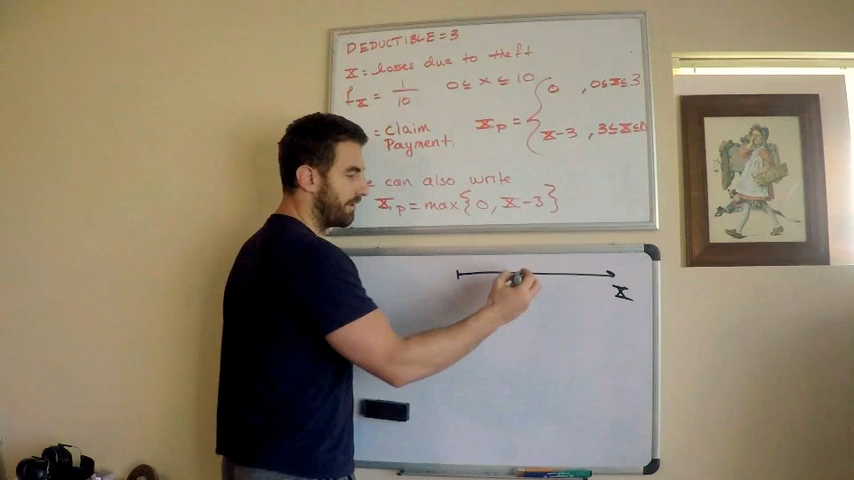 DEDUCTIBLE = 3
X = losses due to theft
f_X = 1/10 0 ≤ x ≤ 10
= Claim Payment. X_P = { 0 , 0≤X≤3
X-3 , 3≤X≤10
can also write
X_P = max{0, X-3}
X